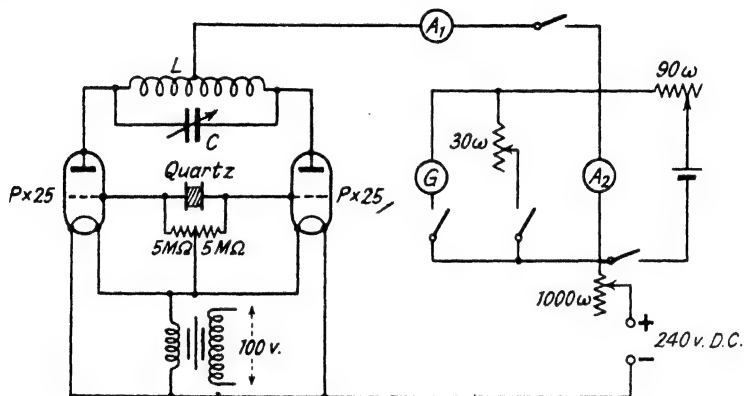 A₁
L
90ω
C
30ω
Quartz
G
A₂
Px25
Px25
5MΩ 5MΩ
1000ω
100 v.
+
240 v. D.C.
−